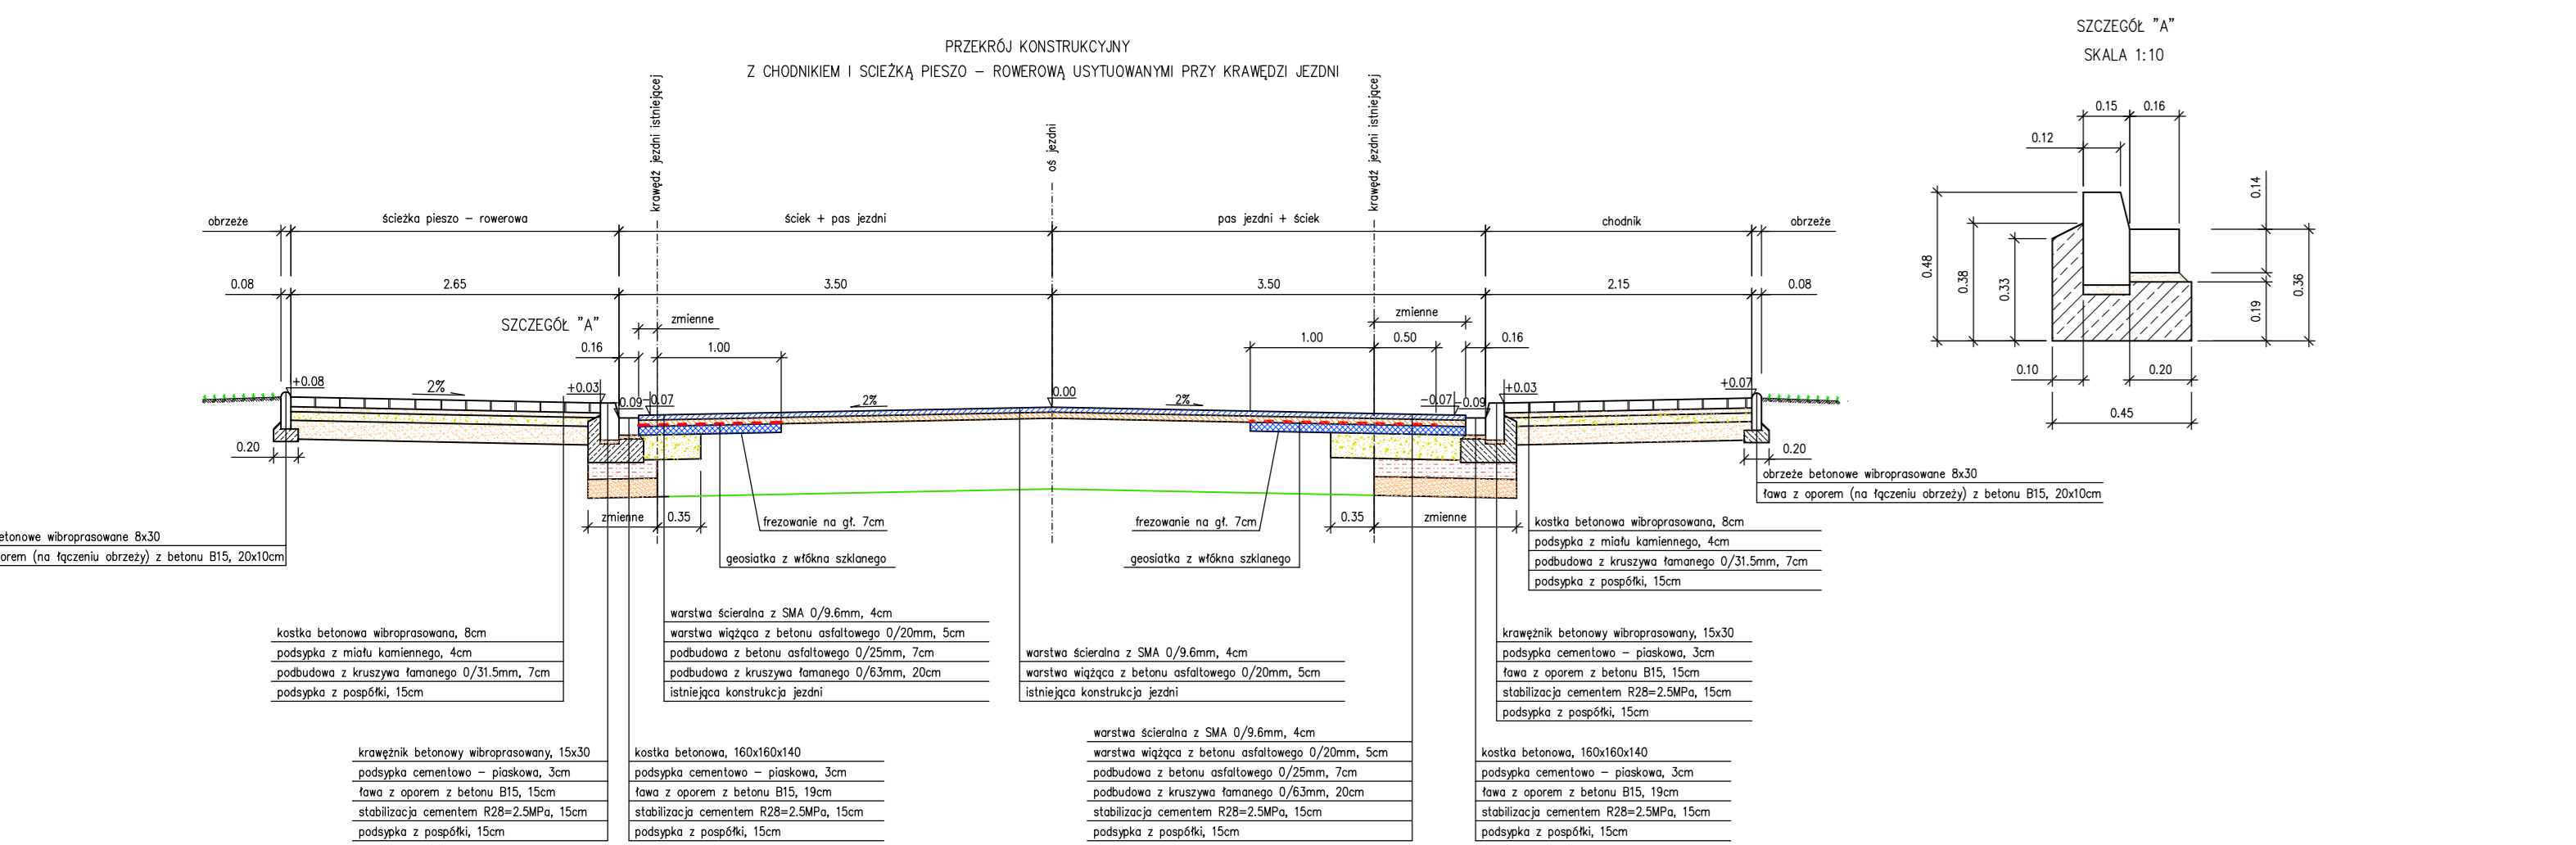 SZCZEGÓŁ "A"
SKALA 1:10
PRZEKRÓJ KONSTRUKCYJNY
Z CHODNIKIEM I SCIEŻKĄ PIESZO – ROWEROWĄ USYTUOWANYMI PRZY KRAWĘDZI JEZDNI
krawędź jezdni istniejącej
oś jezdni
krawędź jezdni istniejącej
obrzeże
ścieżka pieszo – rowerowa
ściek + pas jezdni
pas jezdni + ściek
chodnik
obrzeże
0.08
2.65
3.50
3.50
2.15
0.08
SZCZEGÓŁ "A"
zmienne
zmienne
0.16
1.00
1.00
0.50
0.16
+0.08
2%
+0.03
0.09
-0.07
2%
0.00
2%
-0.07
-0.09
+0.03
+0.07
0.20
0.20
zmienne
0.35
0.35
zmienne
0.15
0.16
0.12
0.14
0.48
0.38
0.33
0.19
0.36
0.10
0.20
0.45
frezowanie na gł. 7cm
frezowanie na gł. 7cm
geosiatka z włókna szklanego
geosiatka z włókna szklanego
etonowe wibroprasowane 8x30
orem (na łączeniu obrzeży) z betonu B15, 20x10cm
obrzeże betonowe wibroprasowane 8x30
ława z oporem (na łączeniu obrzeży) z betonu B15, 20x10cm
kostka betonowa wibroprasowana, 8cm
podsypka z miału kamiennego, 4cm
podbudowa z kruszywa łamanego 0/31.5mm, 7cm
podsypka z pospółki, 15cm
kostka betonowa wibroprasowana, 8cm
podsypka z miału kamiennego, 4cm
podbudowa z kruszywa łamanego 0/31.5mm, 7cm
podsypka z pospółki, 15cm
warstwa ścieralna z SMA 0/9.6mm, 4cm
warstwa wiążąca z betonu asfaltowego 0/20mm, 5cm
podbudowa z betonu asfaltowego 0/25mm, 7cm
podbudowa z kruszywa łamanego 0/63mm, 20cm
istniejąca konstrukcja jezdni
warstwa ścieralna z SMA 0/9.6mm, 4cm
warstwa wiążąca z betonu asfaltowego 0/20mm, 5cm
istniejąca konstrukcja jezdni
krawężnik betonowy wibroprasowany, 15x30
podsypka cementowo – piaskowa, 3cm
ława z oporem z betonu B15, 15cm
stabilizacja cementem R28=2.5MPa, 15cm
podsypka z pospółki, 15cm
krawężnik betonowy wibroprasowany, 15x30
podsypka cementowo – piaskowa, 3cm
ława z oporem z betonu B15, 15cm
stabilizacja cementem R28=2.5MPa, 15cm
podsypka z pospółki, 15cm
kostka betonowa, 160x160x140
podsypka cementowo – piaskowa, 3cm
ława z oporem z betonu B15, 19cm
stabilizacja cementem R28=2.5MPa, 15cm
podsypka z pospółki, 15cm
warstwa ścieralna z SMA 0/9.6mm, 4cm
warstwa wiążąca z betonu asfaltowego 0/20mm, 5cm
podbudowa z betonu asfaltowego 0/25mm, 7cm
podbudowa z kruszywa łamanego 0/63mm, 20cm
stabilizacja cementem R28=2.5MPa, 15cm
podsypka z pospółki, 15cm
kostka betonowa, 160x160x140
podsypka cementowo – piaskowa, 3cm
ława z oporem z betonu B15, 19cm
stabilizacja cementem R28=2.5MPa, 15cm
podsypka z pospółki, 15cm